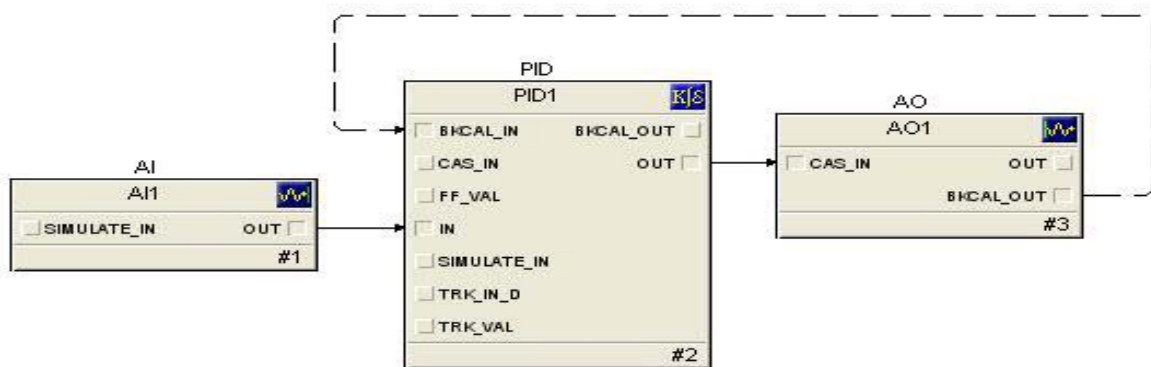 AI
AI1
SIMULATE_IN OUT
#1
PID
PID1 K∫δ
BKCAL_IN BKCAL_OUT
CAS_IN OUT
FF_VAL
IN
SIMULATE_IN
TRK_IN_D
TRK_VAL
#2
AO
AO1
CAS_IN OUT
BKCAL_OUT
#3